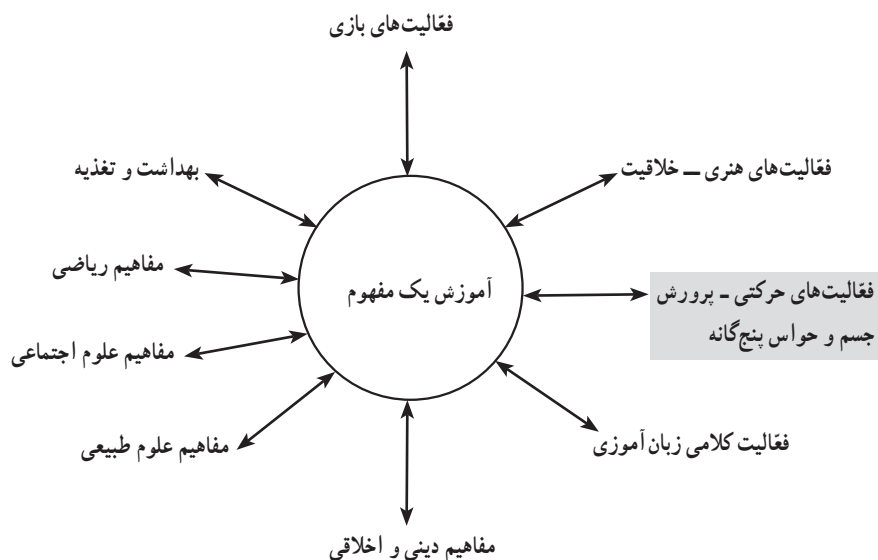 فعّالیت‌های بازی
فعّالیت‌های هنری ــ خلاقیت
بهداشت و تغذیه
مفاهیم ریاضی
آموزش یک مفهوم
فعّالیت‌های حرکتی ـ پرورش
جسم و حواس پنج‌گانه
مفاهیم علوم اجتماعی
فعّالیت کلامی زبان آموزی
مفاهیم علوم طبیعی
مفاهیم دینی و اخلاقی